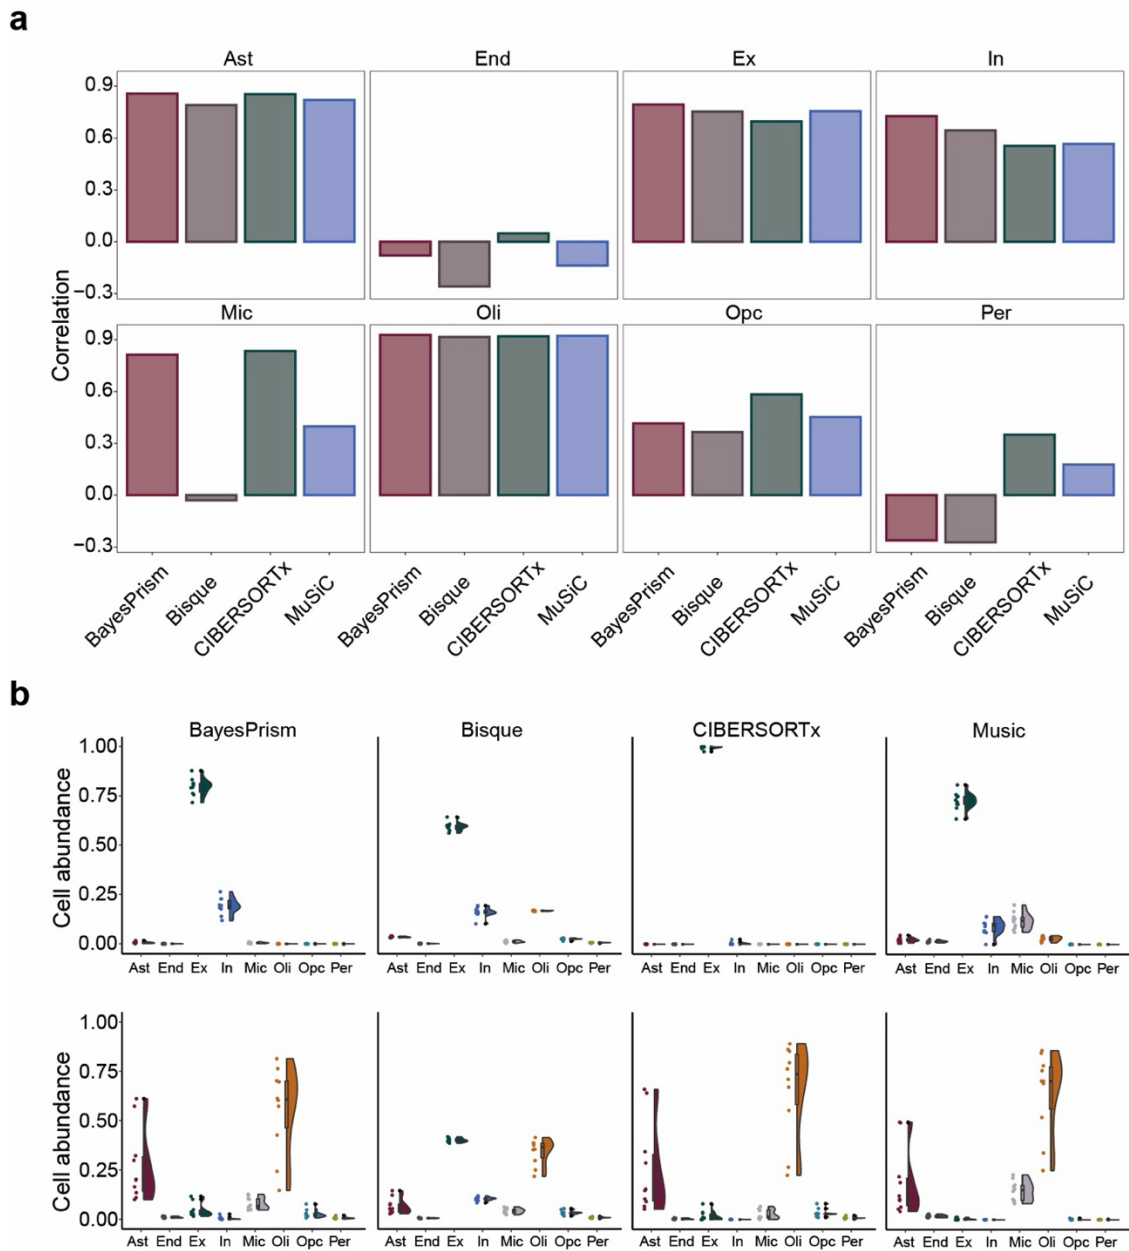 a
Ast End Ex In
0.9
0.6
0.3
0.0
−0.3
Mic Oli Opc Per
0.9
0.6
0.3
0.0
−0.3
Correlation
BayesPrism Bisque CIBERSORTx MuSiC BayesPrism Bisque CIBERSORTx MuSiC BayesPrism Bisque CIBERSORTx MuSiC BayesPrism Bisque CIBERSORTx MuSiC
b
BayesPrism Bisque CIBERSORTx Music
1.00
0.75
0.50
0.25
0.00
Cell abundance
Ast End Ex In Mic Oli Opc Per Ast End Ex In Mic Oli Opc Per Ast End Ex In Mic Oli Opc Per Ast End Ex In Mic Oli Opc Per
1.00
0.75
0.50
0.25
0.00
Cell abundance
Ast End Ex In Mic Oli Opc Per Ast End Ex In Mic Oli Opc Per Ast End Ex In Mic Oli Opc Per Ast End Ex In Mic Oli Opc Per